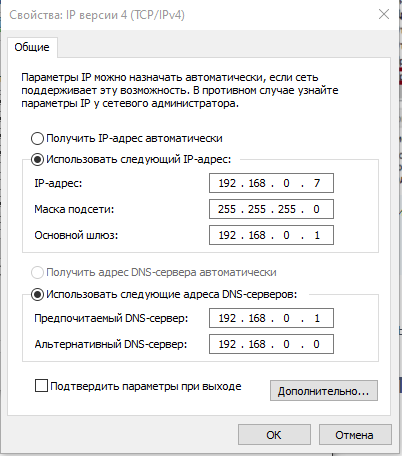 Свойства: IP версии 4 (TCP/IPv4)
Общие
Параметры IP можно назначать автоматически, если сеть
поддерживает эту возможность. В противном случае узнайте
параметры IP у сетевого администратора.
Получить IP-адрес автоматически
Использовать следующий IP-адрес:
IP-адрес: 192 . 168 . 0 . 7
Маска подсети: 255 . 255 . 255 . 0
Основной шлюз: 192 . 168 . 0 . 1
Получить адрес DNS-сервера автоматически
Использовать следующие адреса DNS-серверов:
Предпочитаемый DNS-сервер: 192 . 168 . 0 . 1
Альтернативный DNS-сервер: 192 . 168 . 0 . 0
Подтвердить параметры при выходе
Дополнительно...
ОК Отмена